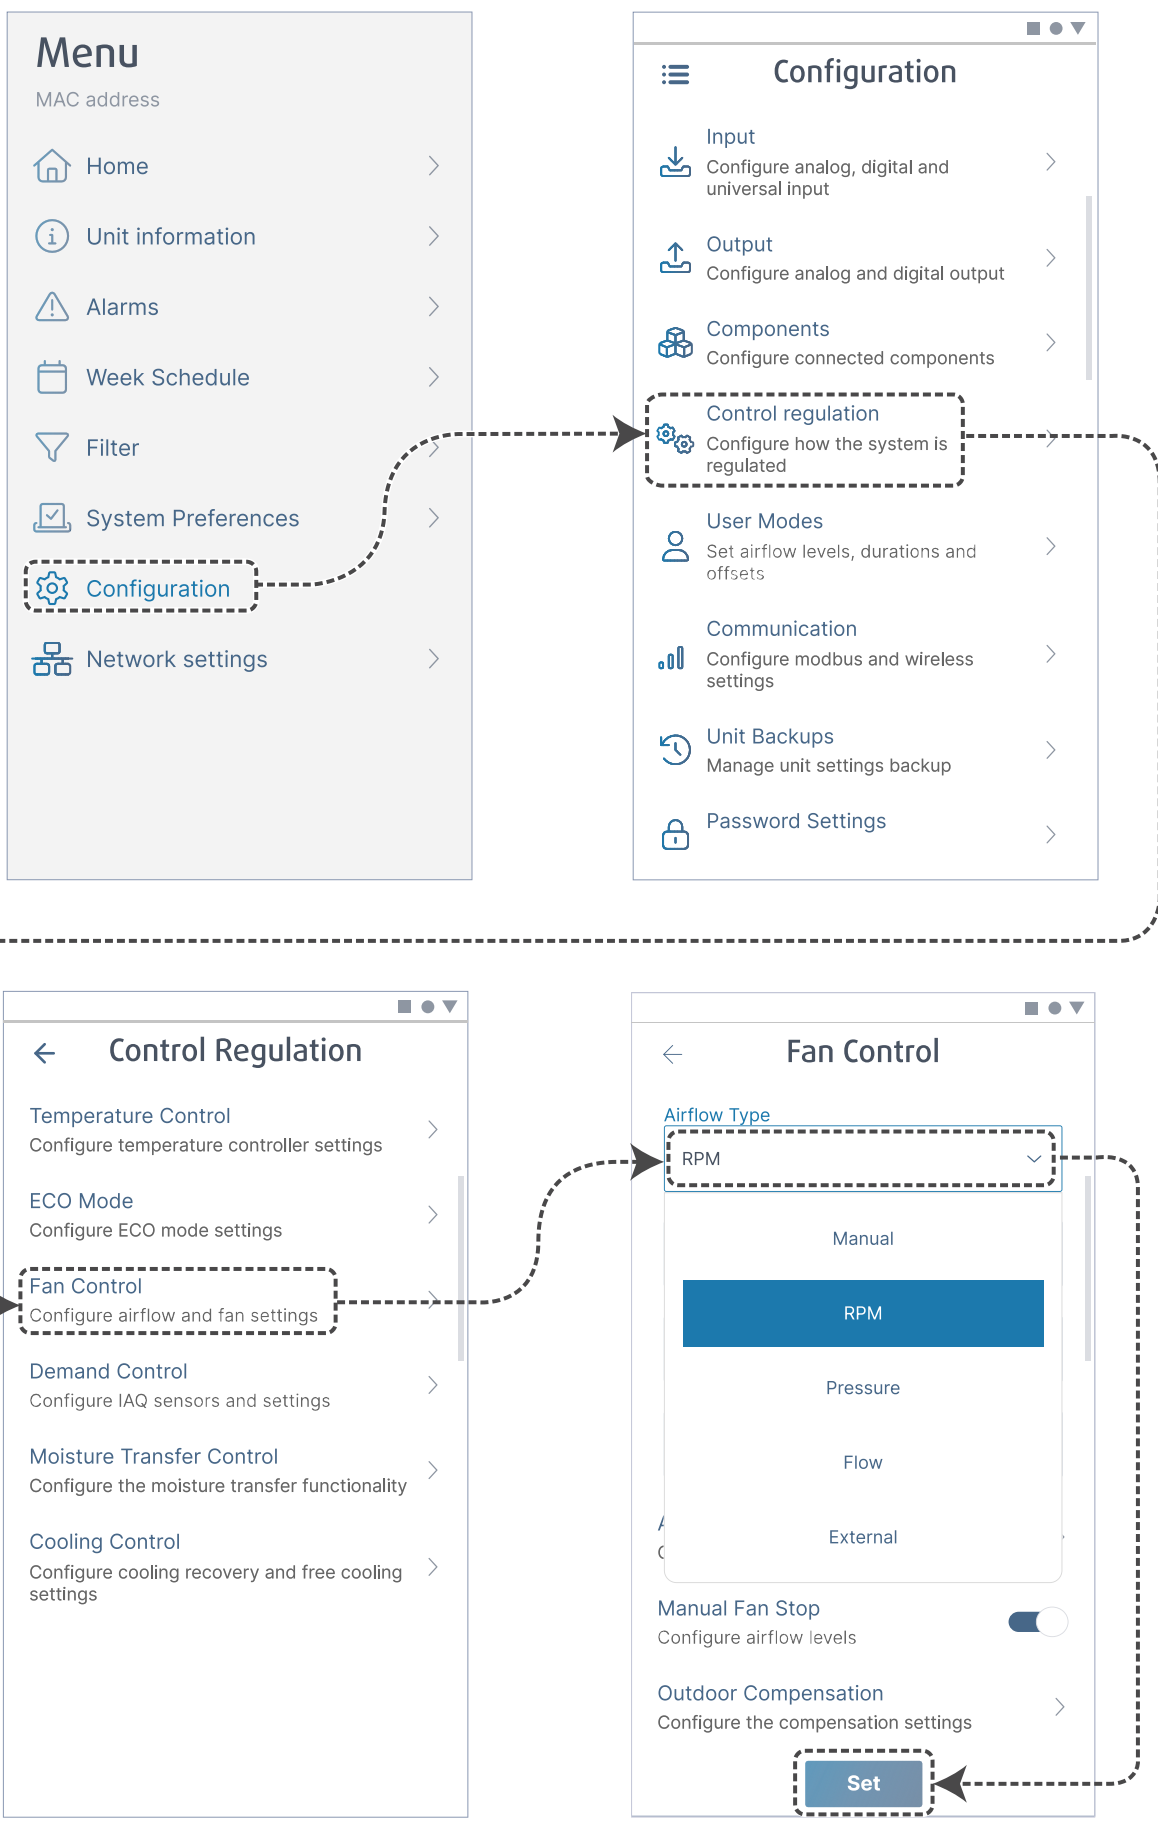 Menu
MAC address
Home
Unit information
Alarms
Week Schedule
Filter
System Preferences
Configuration
Network settings
Configuration
Input
Configure analog, digital and
universal input
Output
Configure analog and digital output
Components
Configure connected components
Control regulation
Configure how the system is
regulated
User Modes
Set airflow levels, durations and
offsets
Communication
Configure modbus and wireless
settings
Unit Backups
Manage unit settings backup
Password Settings
Control Regulation
Temperature Control
Configure temperature controller settings
ECO Mode
Configure ECO mode settings
Fan Control
Configure airflow and fan settings
Demand Control
Configure IAQ sensors and settings
Moisture Transfer Control
Configure the moisture transfer functionality
Cooling Control
Configure cooling recovery and free cooling
settings
Fan Control
Airflow Type
RPM
Manual
RPM
Pressure
Flow
External
Manual Fan Stop
Configure airflow levels
Outdoor Compensation
Configure the compensation settings
Set